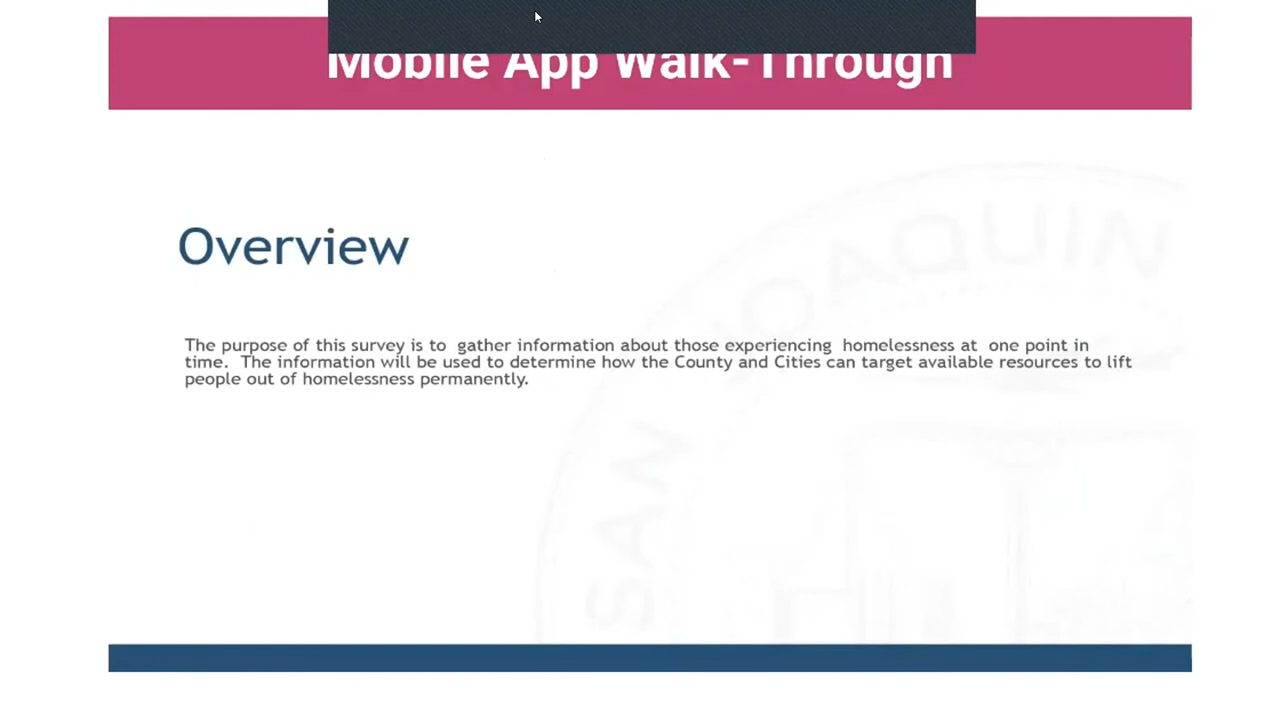 Mobile App Walk-Through
Overview
The purpose of this survey is to gather information about those experiencing homelessness at one point in
time. The information will be used to determine how the County and Cities can target available resources to lift
people out of homelessness permanently.
SAN JOAQUIN